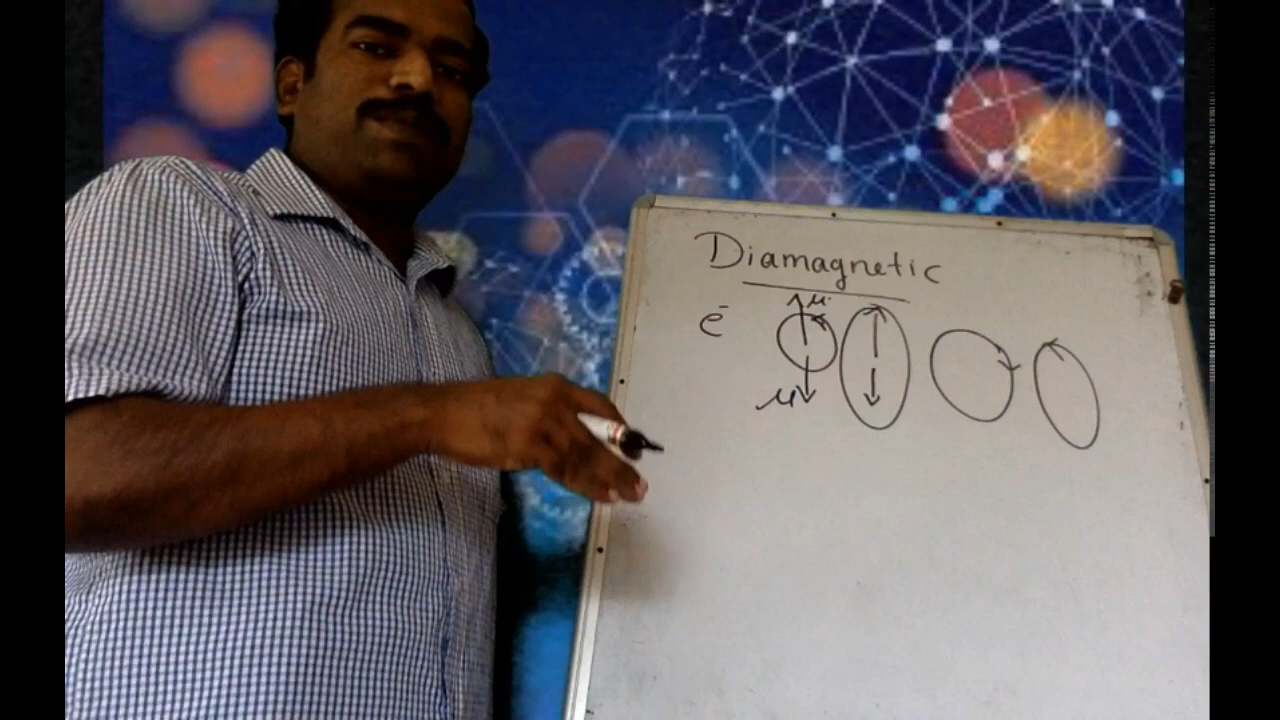 Diamagnetic
μ
e⁻
μ